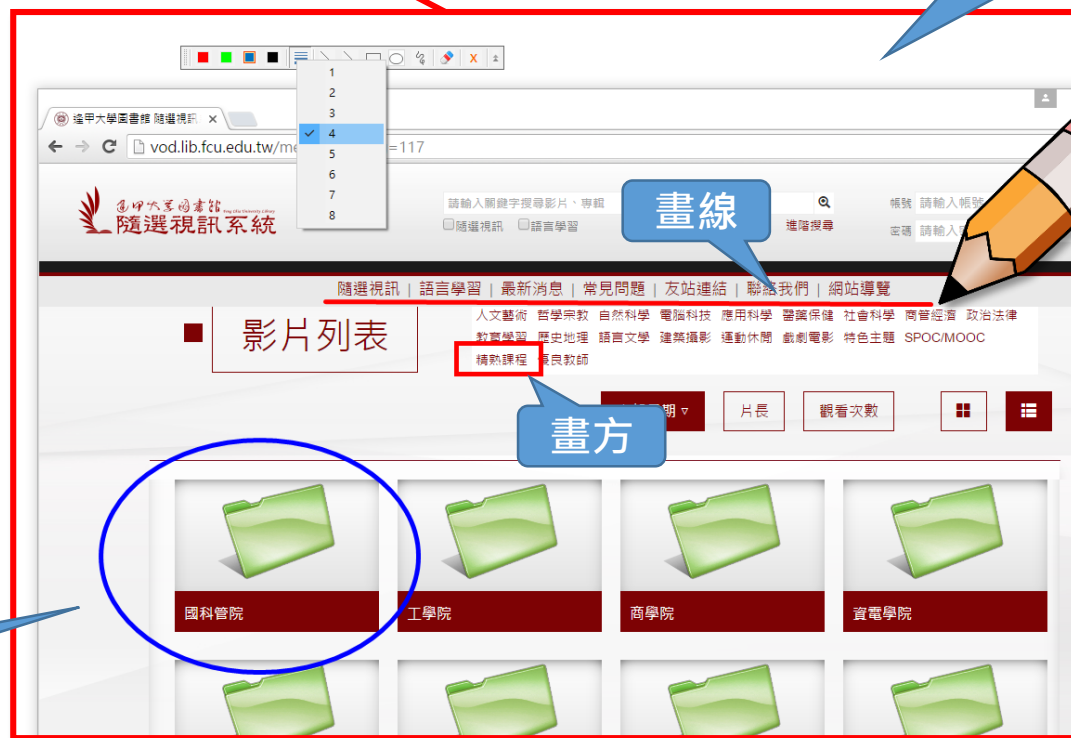 1
2
3
4
5
6
7
8
逢甲大學圖書館 隨選視訊
vod.lib.fcu.edu.tw/me =117
逢甲大學圖書館
隨選視訊系統
請輸入關鍵字搜尋影片、專輯
隨選視訊 語言學習
進階搜尋
帳號 請輸入帳號
密碼 請輸入
畫線
隨選視訊 | 語言學習 | 最新消息 | 常見問題 | 友站連結 | 聯絡我們 | 網站導覽
影片列表
人文藝術 哲學宗教 自然科學 電腦科技 應用科學 醫藥保健 社會科學 商管經濟 政治法律
教育學習 歷史地理 語言文學 建築攝影 運動休閒 戲劇電影 特色主題 SPOC/MOOC
精熟課程 優良教師
期 片長 觀看次數
畫方
國科管院 工學院 商學院 資電學院